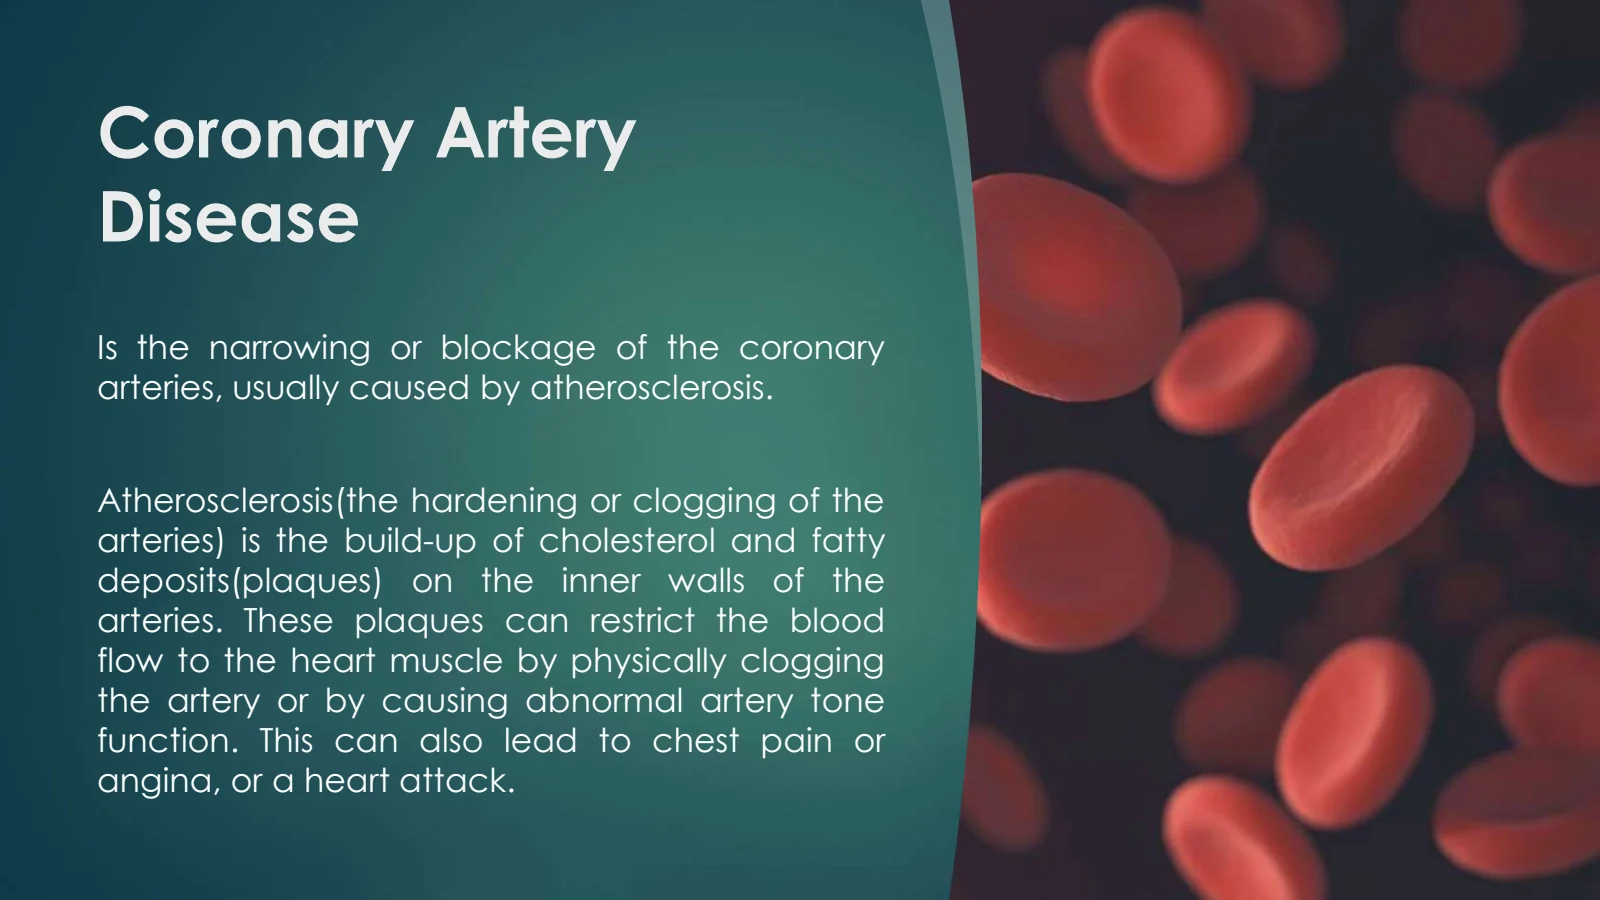 Coronary Artery
Disease
Is the narrowing or blockage of the coronary
arteries, usually caused by atherosclerosis.
Atherosclerosis(the hardening or clogging of the
arteries) is the build-up of cholesterol and fatty
deposits(plaques) on the inner walls of the
arteries. These plaques can restrict the blood
flow to the heart muscle by physically clogging
the artery or by causing abnormal artery tone
function. This can also lead to chest pain or
angina, or a heart attack.